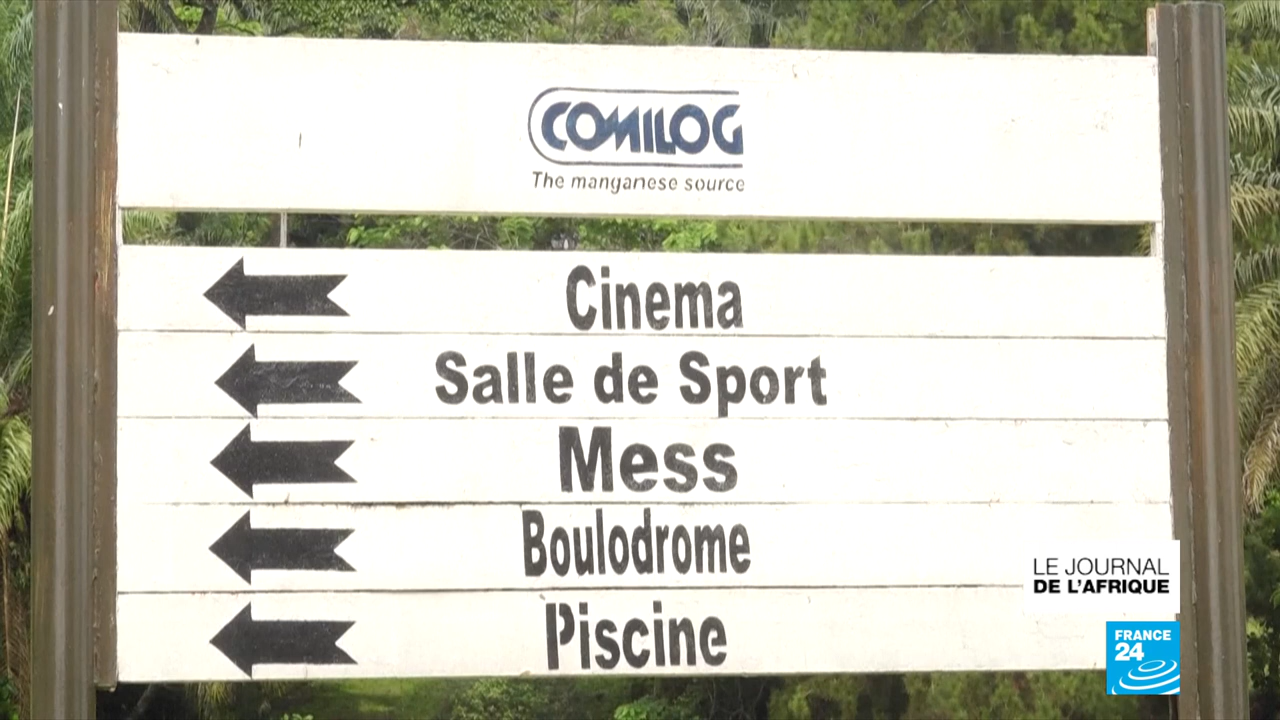 COMILOG
The manganese source
Cinema
Salle de Sport
Mess
Boulodrome
Piscine
LE JOURNAL
DE L'AFRIQUE
FRANCE
24